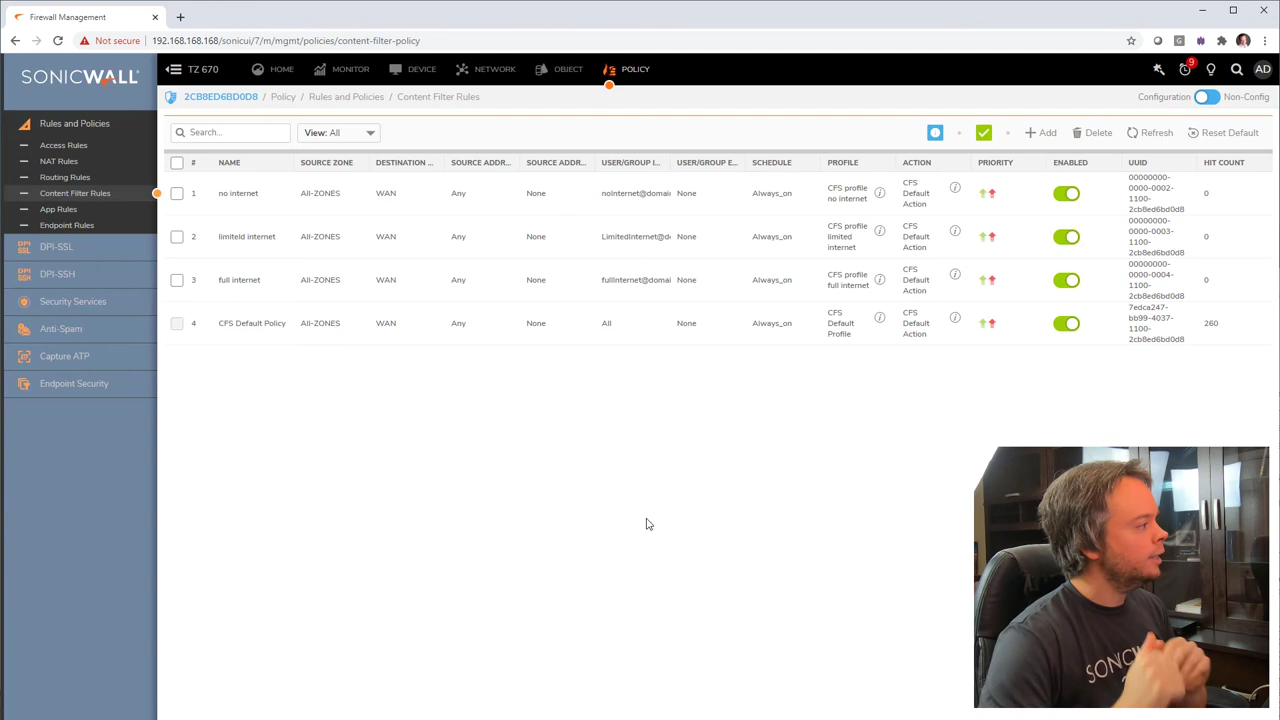 Firewall Management
Not secure 192.168.168.168/sonicui/7/m/mgmt/policies/content-filter-policy
SONICWALL
TZ 670
HOME
MONITOR
DEVICE
NETWORK
OBJECT
POLICY
9
AD
2CB8ED6BD0D8 / Policy / Rules and Policies / Content Filter Rules
Configuration Non-Config
Rules and Policies
Access Rules
NAT Rules
Routing Rules
Content Filter Rules
App Rules
Endpoint Rules
DPI-SSL
DPI-SSH
Security Services
Anti-Spam
Capture ATP
Endpoint Security
Search...
View: All
Add
Delete
Refresh
Reset Default
# NAME SOURCE ZONE DESTINATION ... SOURCE ADDR... SOURCE ADDR... USER/GROUP I... USER/GROUP E... SCHEDULE PROFILE ACTION PRIORITY ENABLED UUID HIT COUNT
1 no internet All-ZONES WAN Any None noInternet@domai None Always_on
CFS profile
no internet
CFS
Default
Action
00000000-
0000-0002-
1100-
2cb8ed6bd0d8
0
2 limiteld internet All-ZONES WAN Any None LimitedInternet@dc None Always_on
CFS profile
limited
internet
CFS
Default
Action
00000000-
0000-0003-
1100-
2cb8ed6bd0d8
0
3 full internet All-ZONES WAN Any None fullInternet@domai None Always_on
CFS profile
full internet
CFS
Default
Action
00000000-
0000-0004-
1100-
2cb8ed6bd0d8
0
4 CFS Default Policy All-ZONES WAN Any None All None Always_on
CFS
Default
Profile
CFS
Default
Action
7edca247-
bb99-4037-
1100-
2cb8ed6bd0d8
260